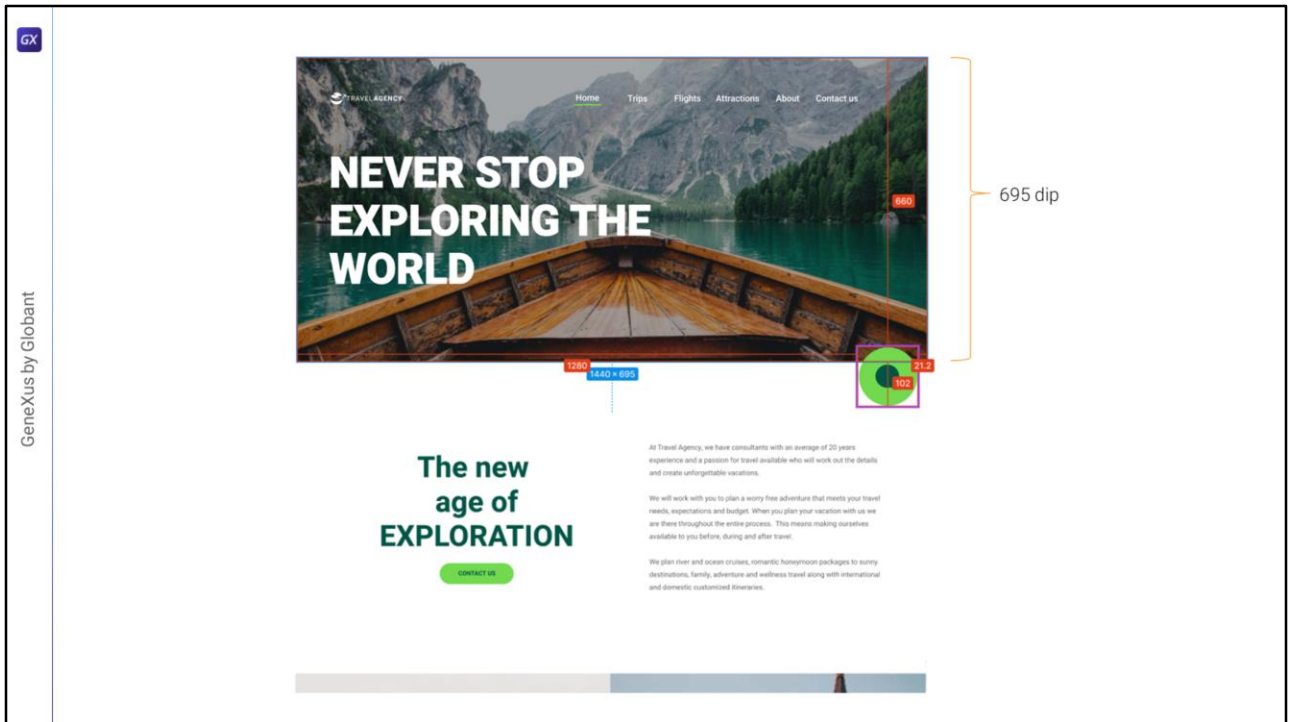 GX
GeneXus by Globant
TRAVELAGENCY
Home Trips Flights Attractions About Contact us
NEVER STOP
EXPLORING THE
WORLD
660
695 dip
1280
1440 × 695
21.2
102
The new
age of
EXPLORATION
CONTACT US
At Travel Agency, we have consultants with an average of 20 years
experience and a passion for travel available who will work out the details
and create unforgettable vacations.
We will work with you to plan a worry free adventure that meets your travel
needs, expectations and budget. When you plan your vacation with us we
are there throughout the entire process. This means making ourselves
available to you before, during and after travel.
We plan river and ocean cruises, romantic honeymoon packages to sunny
destinations, family, adventure and wellness travel along with international
and domestic customized itineraries.